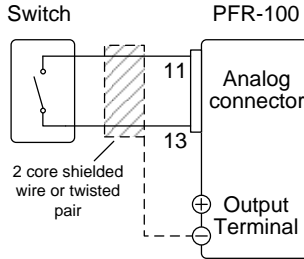 Switch
PFR-100
11
Analog
connector
13
2 core shielded
wire or twisted
pair
+
Output
Terminal
−